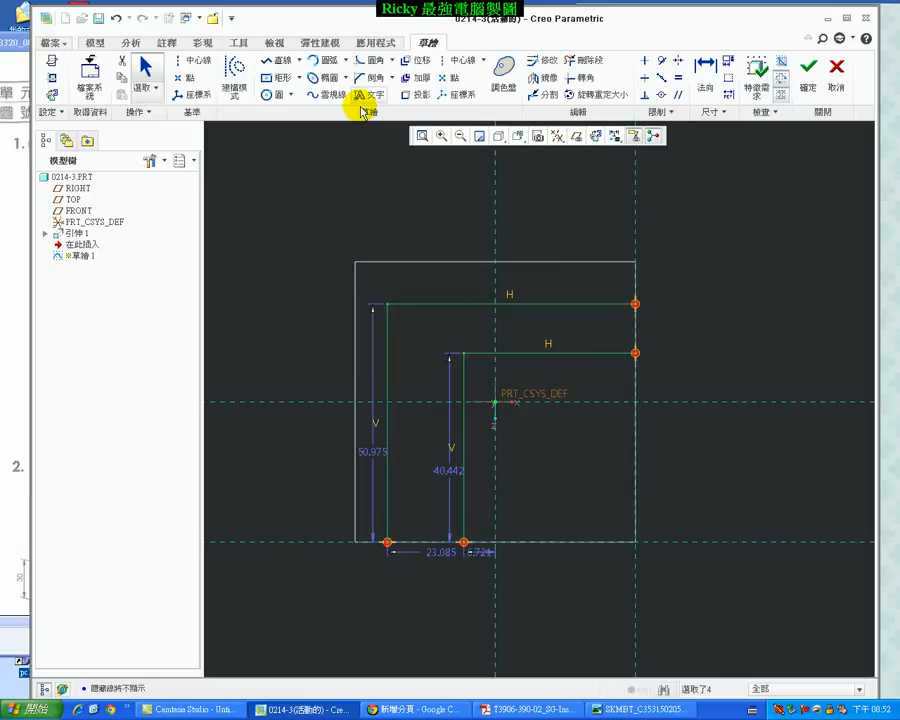 Ricky 最強電腦製圖
0214-3(活動的) - Creo Parametric
檔案 模型 分析 註釋 彩現 工具 檢視 彈性建模 應用程式 草繪
檔案系統
選取
中心線
點
座標系
建構模式
直線
矩形
圓
圓弧
橢圓
雲規線
圓角
倒角
文字
位移
加厚
投影
中心線
點
座標系
調色盤
修改
鏡像
分割
刪除段
轉角
旋轉重定大小
法向
特徵需求
確定
取消
設定 取得資料 操作 基準 草繪 編輯 限制 尺寸 檢查 關閉
模型樹
0214-3.PRT
RIGHT
TOP
FRONT
PRT_CSYS_DEF
引伸 1
在此插入
※草繪 1
H
H
PRT_CSYS_DEF
X
V
V
50.975
40.442
23.085
隱藏線將不顯示
選取了4
全部
1.
2.
30
開始
Camtasia Studio - Unti...
0214-3(活動的) - Cre...
新增分頁 - Google C...
T3906-390-02_SG-Ins...
SKMBT_C353150205...
下午 08:52